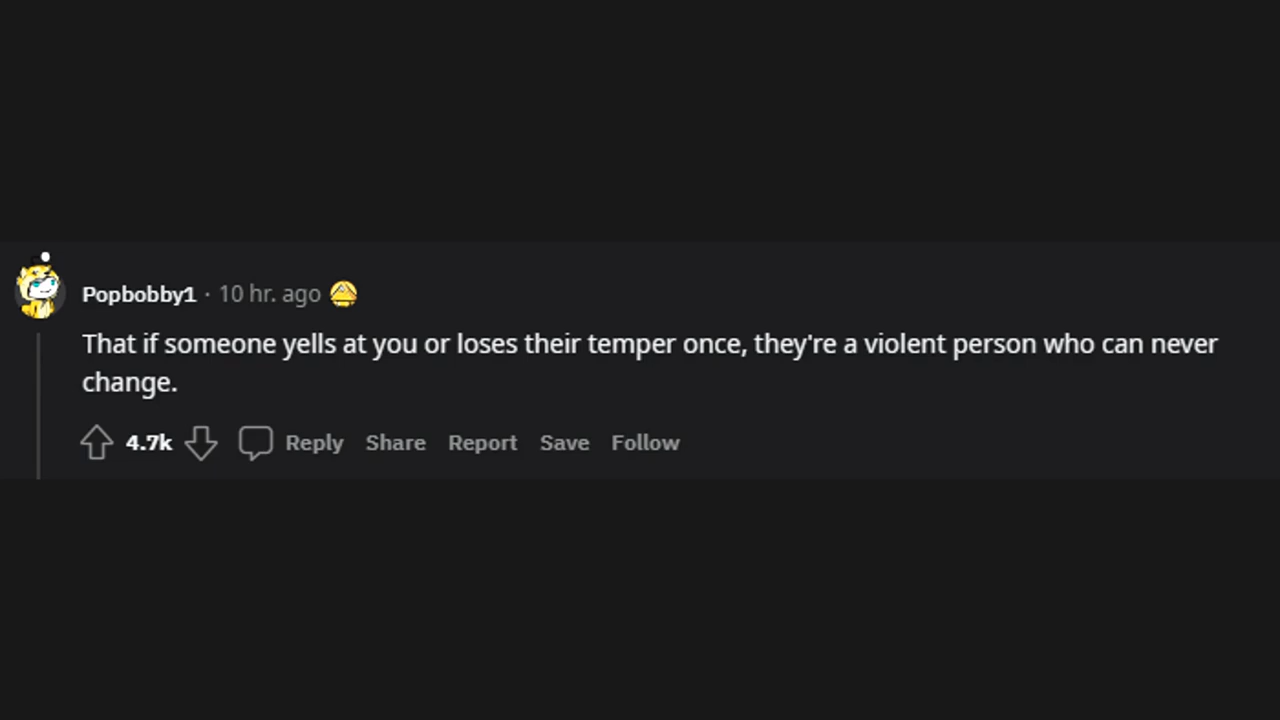 Popbobby1 · 10 hr. ago
That if someone yells at you or loses their temper once, they're a violent person who can never
change.
4.7k Reply Share Report Save Follow